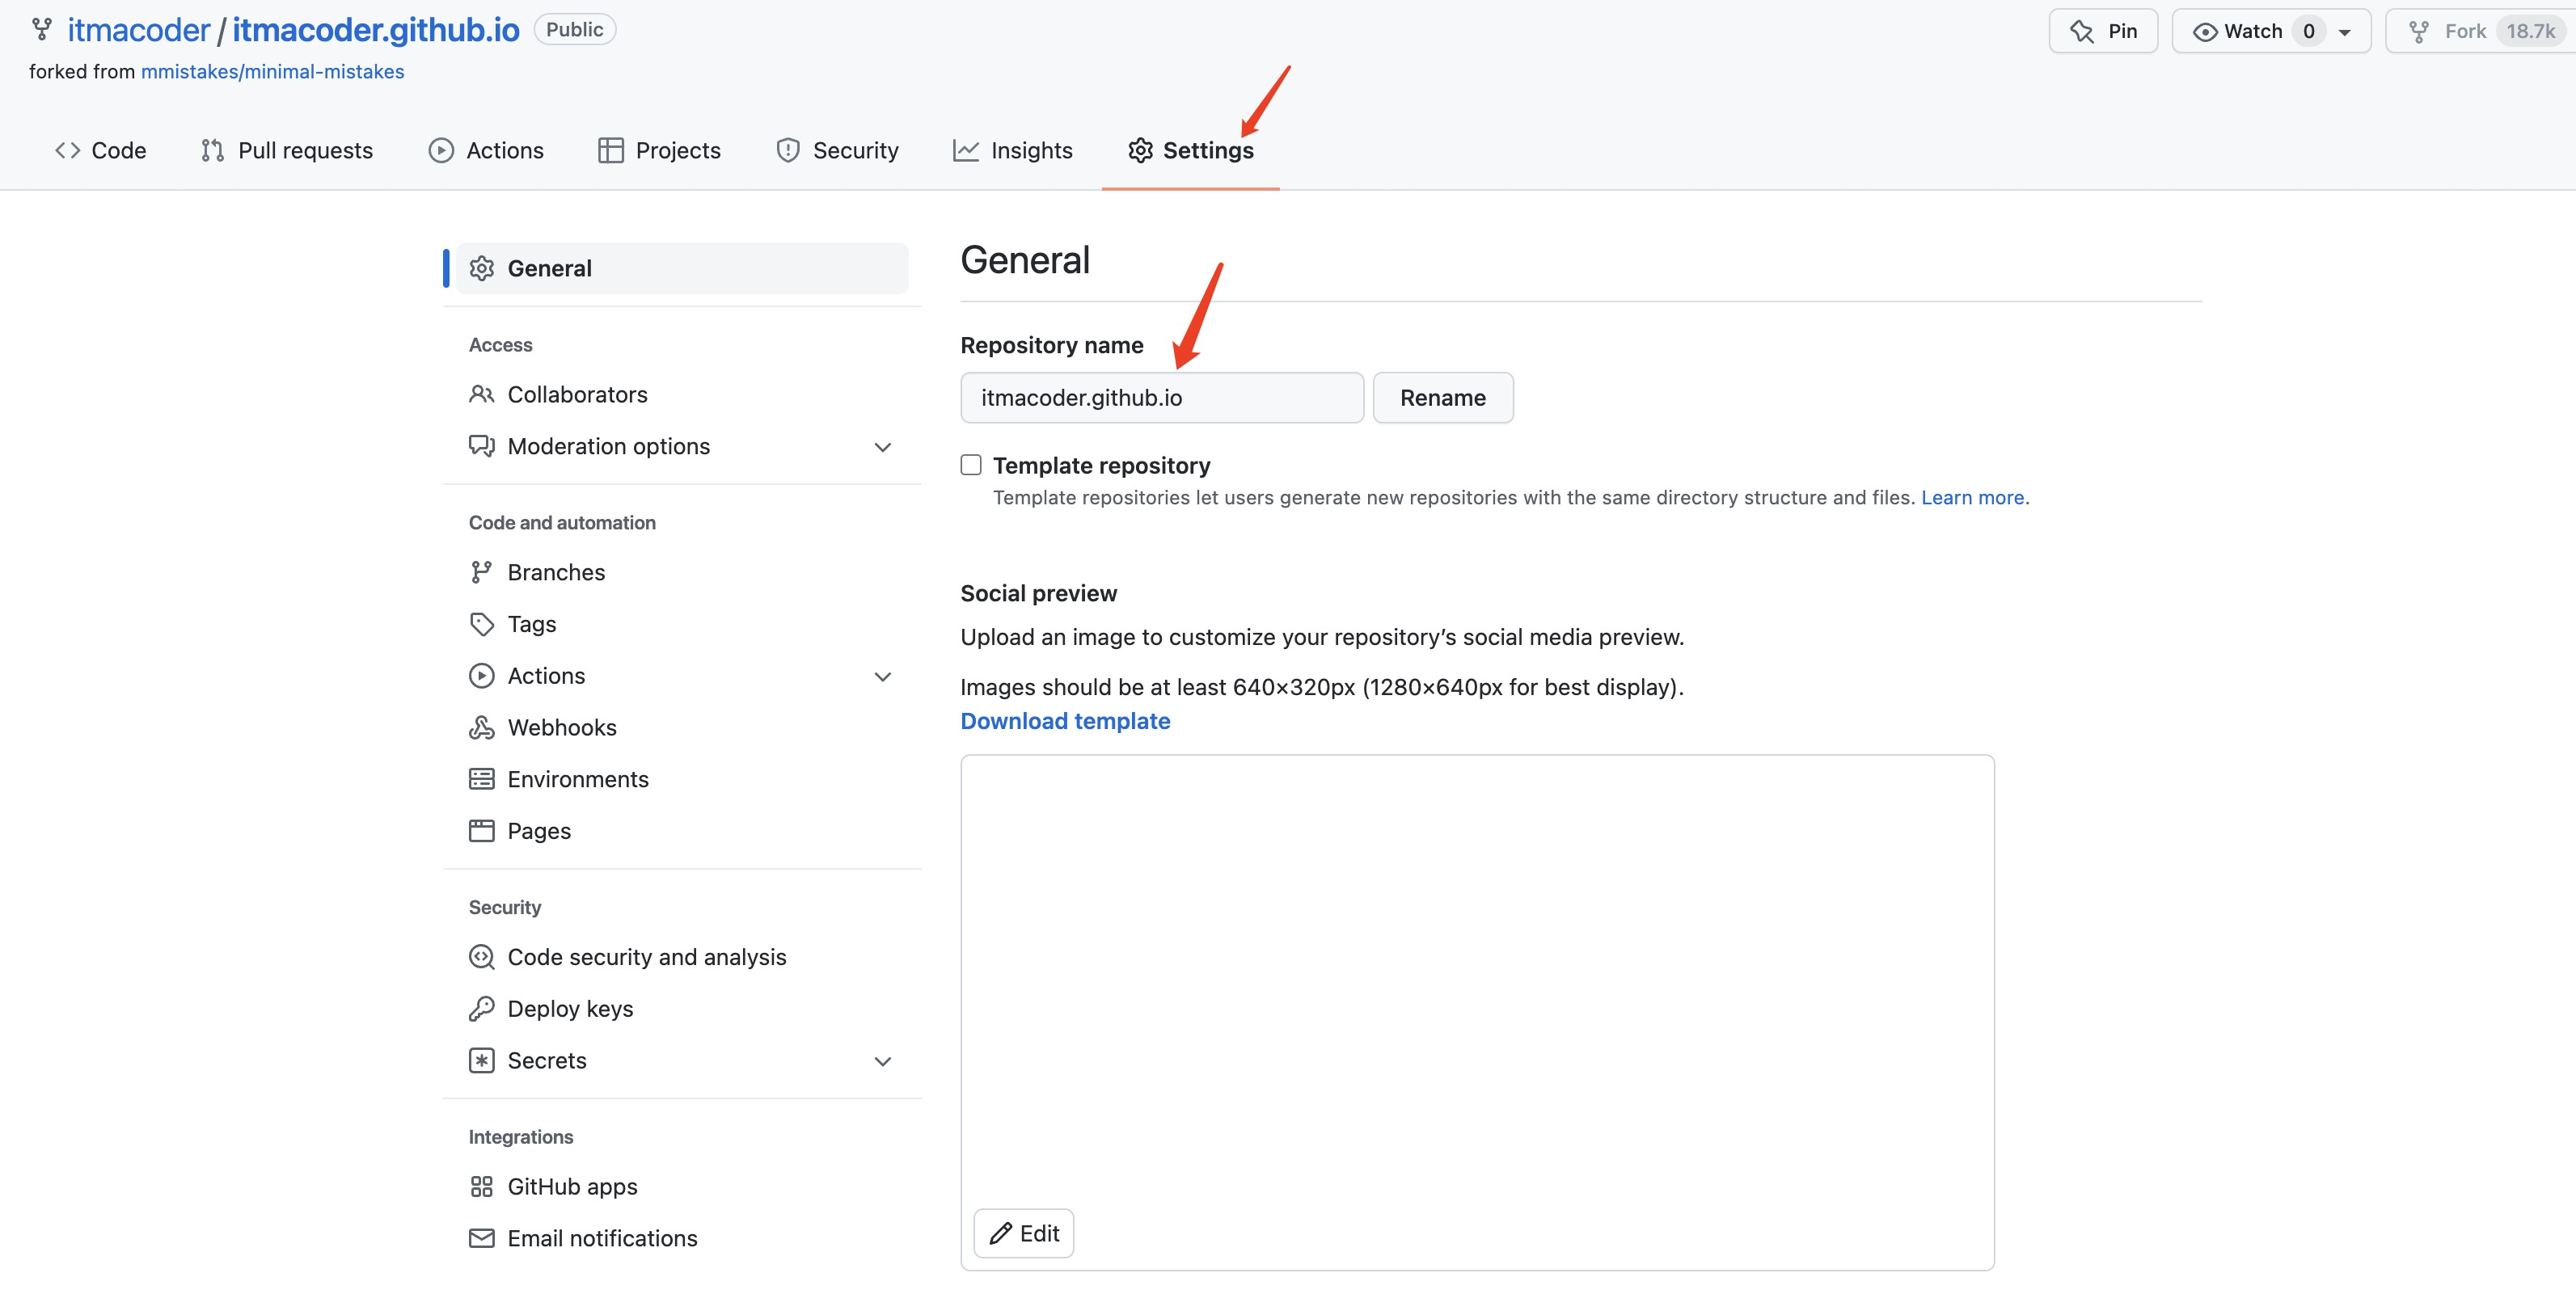 itmacoder / itmacoder.github.io Public
Pin Watch 0 Fork 18.7k
forked from mmistakes/minimal-mistakes
Code Pull requests Actions Projects Security Insights Settings
General
Access
Collaborators
Moderation options
Code and automation
Branches
Tags
Actions
Webhooks
Environments
Pages
Security
Code security and analysis
Deploy keys
Secrets
Integrations
GitHub apps
Email notifications
General
Repository name
itmacoder.github.io Rename
Template repository
Template repositories let users generate new repositories with the same directory structure and files. Learn more.
Social preview
Upload an image to customize your repository’s social media preview.
Images should be at least 640×320px (1280×640px for best display).
Download template
Edit